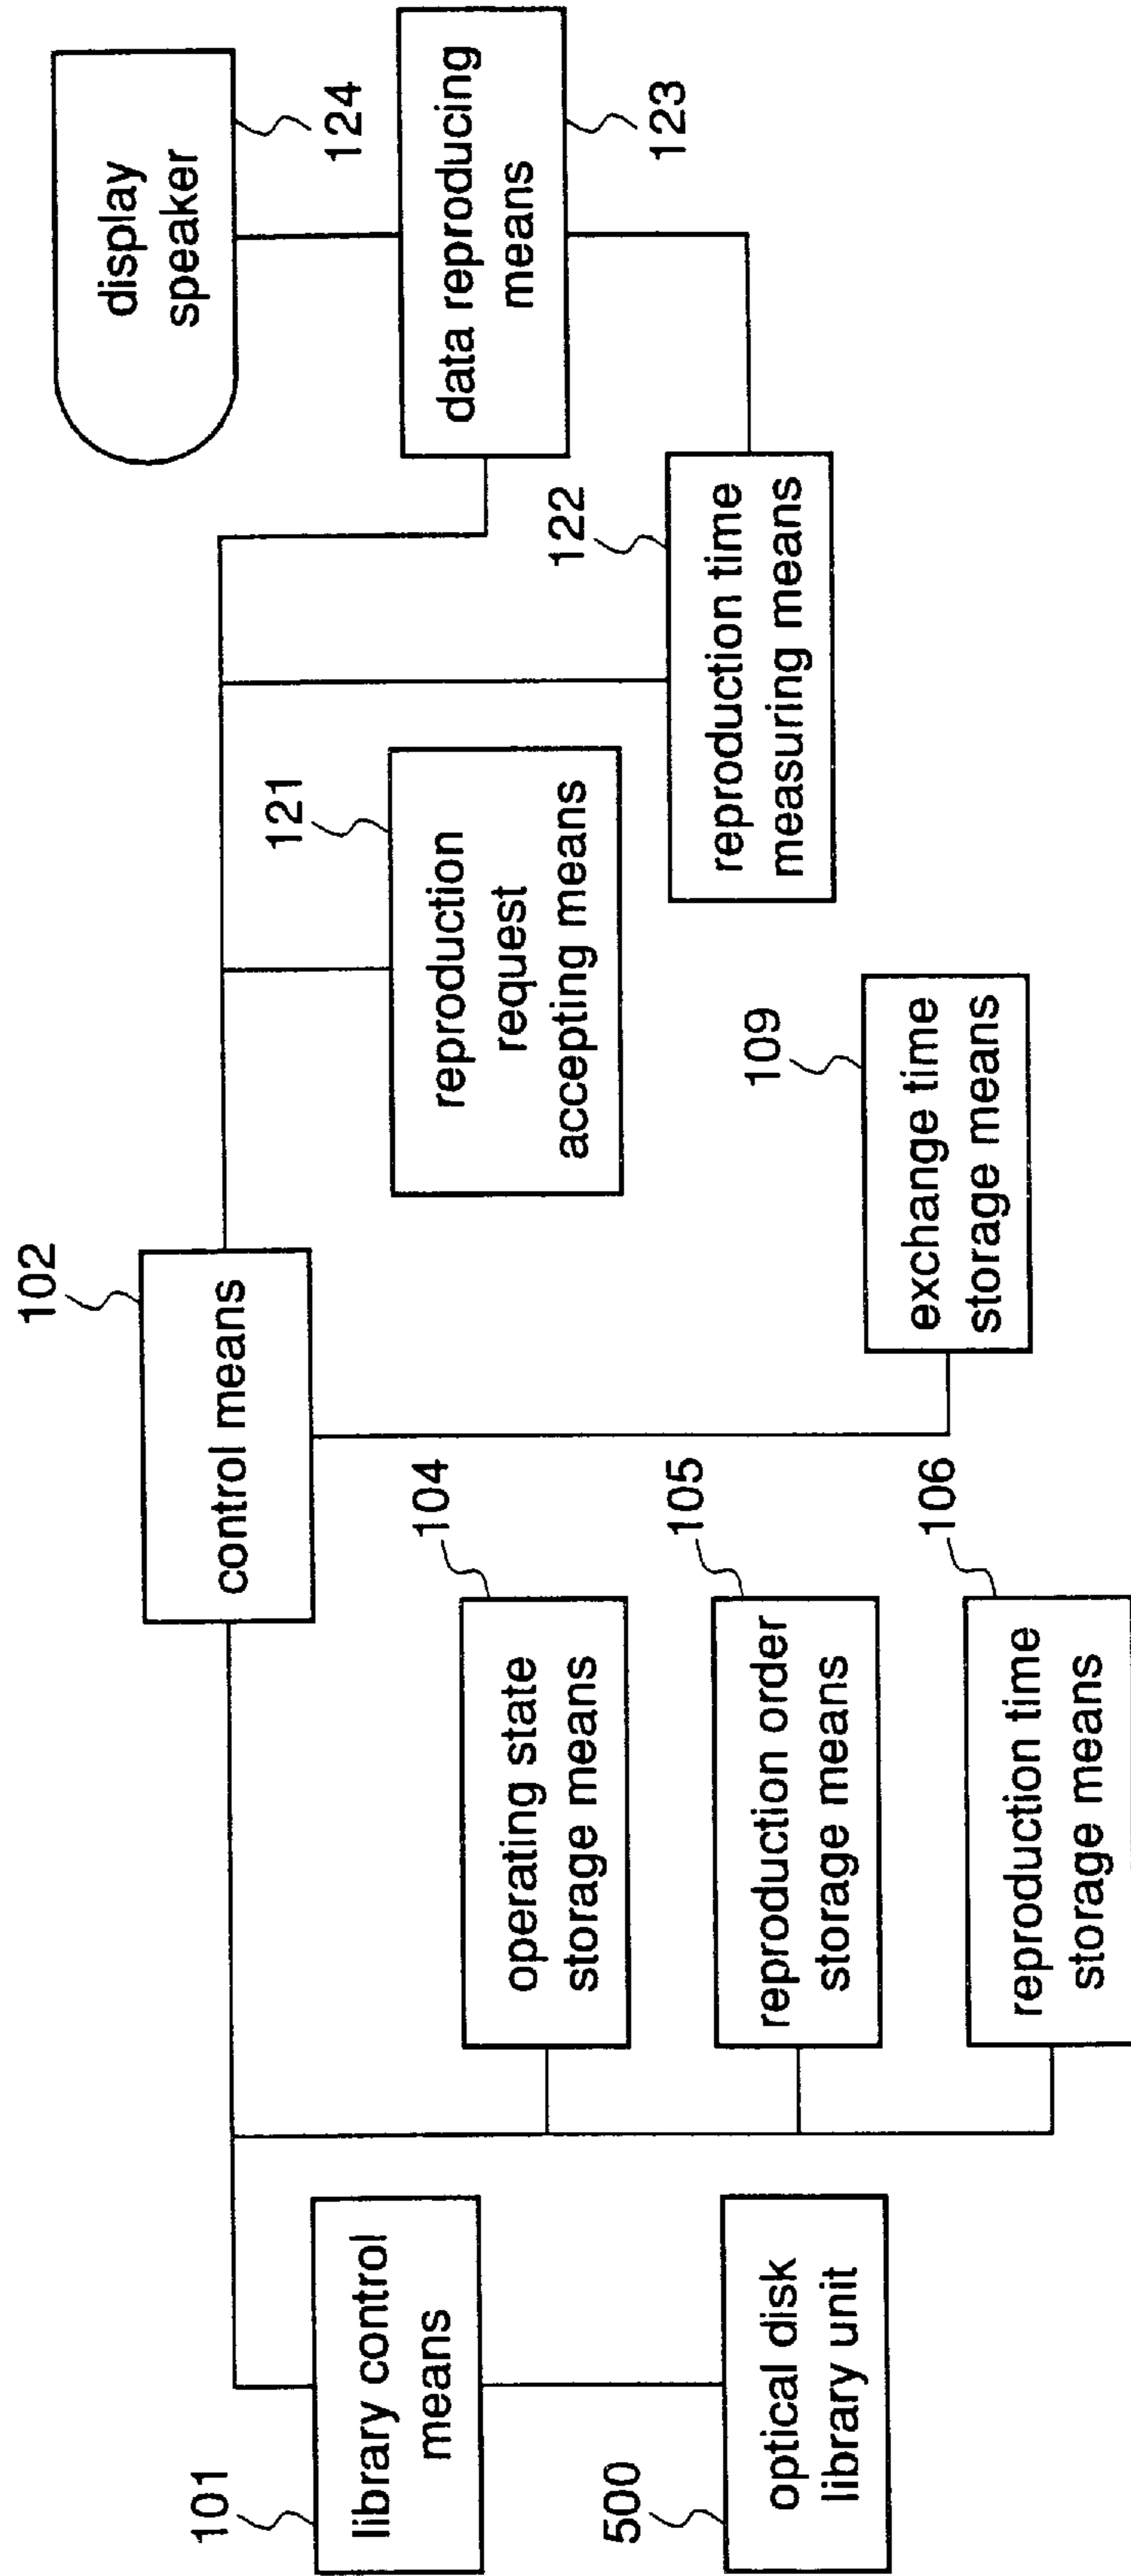 102
control means
display
speaker
124
121
reproduction
request
accepting means
data reproducing
means
123
122
reproduction time
measuring means
109
exchange time
storage means
104
operating state
storage means
105
reproduction order
storage means
106
reproduction time
storage means
101
library control
means
500
optical disk
library unit